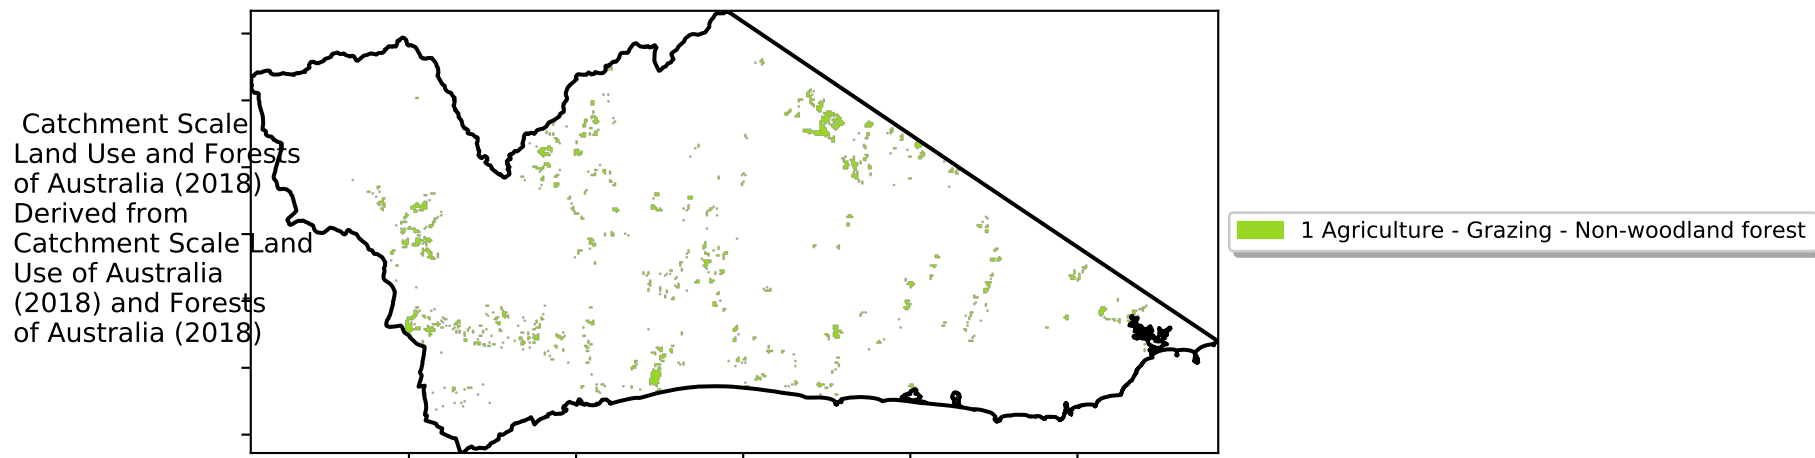 Catchment Scale
Land Use and Forests
of Australia (2018)
Derived from
Catchment Scale Land
Use of Australia
(2018) and Forests
of Australia (2018)
1 Agriculture - Grazing - Non-woodland forest